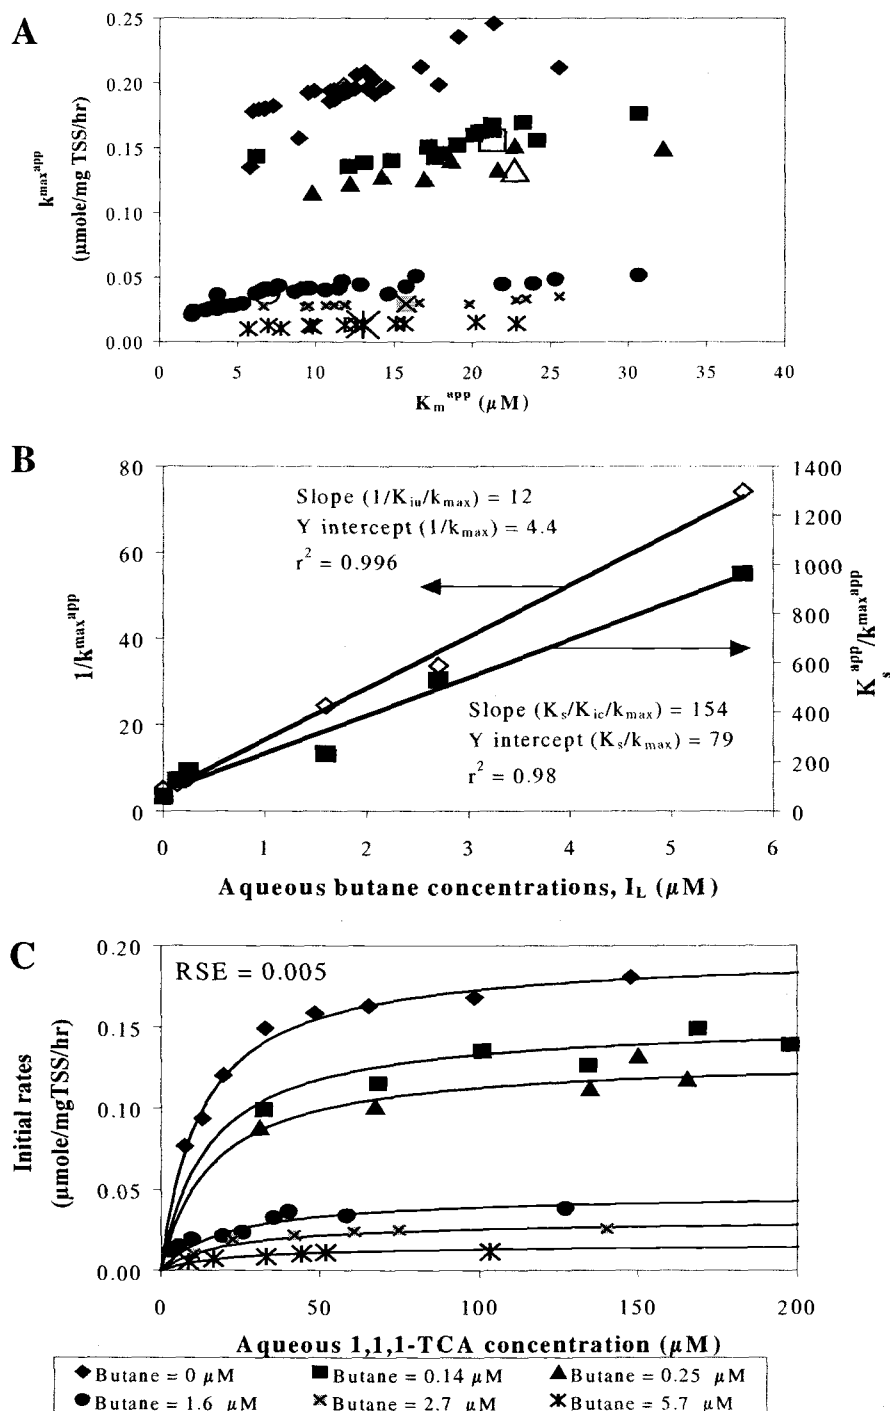 A
0.25
0.20
0.15
0.10
0.05
0.00
k^max^app
(μmole/mg TSS/hr)
0 5 10 15 20 25 30 35 40
K_m^app (μM)
B
80
60
40
20
0
1/k^max^app
Slope (1/K_iu/k_max) = 12
Y intercept (1/k_max) = 4.4
r² = 0.996
1400
1200
1000
800
600
400
200
0
K_s^app/k^max^app
Slope (K_s/K_ic/k_max) = 154
Y intercept (K_s/k_max) = 79
r² = 0.98
0 1 2 3 4 5 6
Aqueous butane concentrations, I_L (μM)
C
0.20
0.15
0.10
0.05
0.00
Initial rates
(μmole/mgTSS/hr)
RSE = 0.005
0 50 100 150 200
Aqueous 1,1,1-TCA concentration (μM)
Butane = 0 μM Butane = 0.14 μM Butane = 0.25 μM
Butane = 1.6 μM Butane = 2.7 μM Butane = 5.7 μM